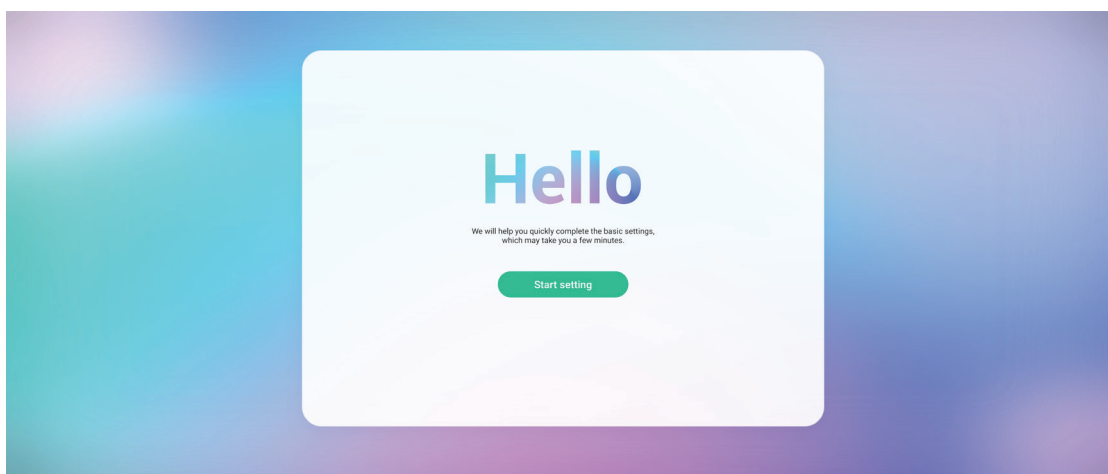 Hello
We will help you quickly complete the basic settings,
which may take you a few minutes.
Start setting